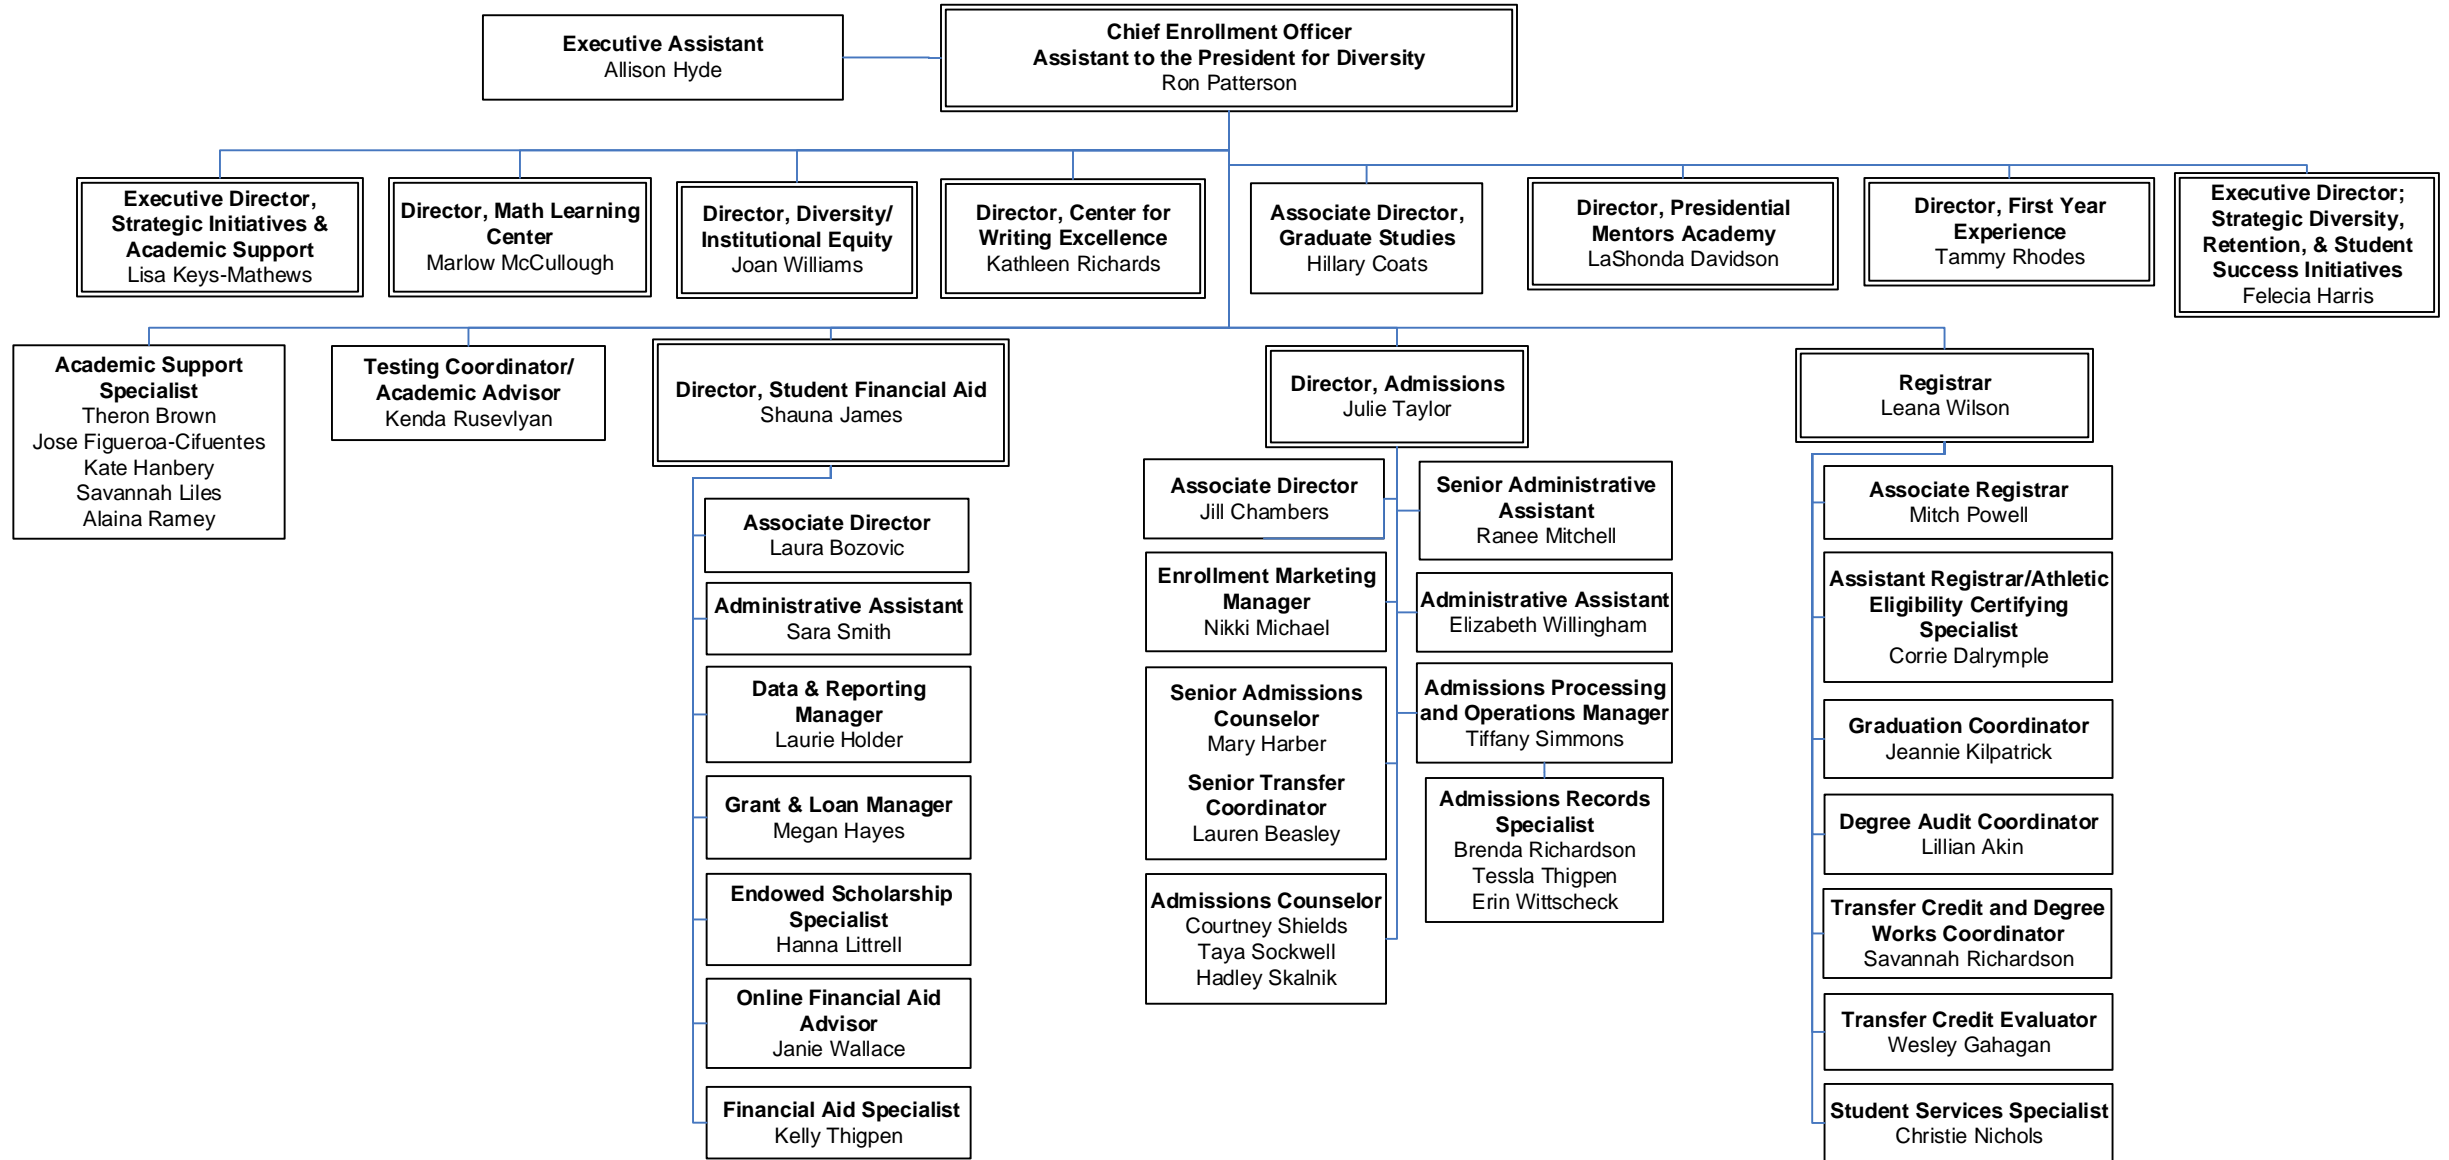 Executive Assistant
Allison Hyde
Chief Enrollment Officer
Assistant to the President for Diversity
Ron Patterson
Executive Director,
Strategic Initiatives &
Academic Support
Lisa Keys-Mathews
Director, Math Learning
Center
Marlow McCullough
Director, Diversity/
Institutional Equity
Joan Williams
Director, Center for
Writing Excellence
Kathleen Richards
Associate Director,
Graduate Studies
Hillary Coats
Director, Presidential
Mentors Academy
LaShonda Davidson
Director, First Year
Experience
Tammy Rhodes
Executive Director;
Strategic Diversity,
Retention, & Student
Success Initiatives
Felecia Harris
Academic Support
Specialist
Theron Brown
Jose Figueroa-Cifuentes
Kate Hanbery
Savannah Liles
Alaina Ramey
Testing Coordinator/
Academic Advisor
Kenda Rusevlyan
Director, Student Financial Aid
Shauna James
Associate Director
Laura Bozovic
Administrative Assistant
Sara Smith
Data & Reporting
Manager
Laurie Holder
Grant & Loan Manager
Megan Hayes
Endowed Scholarship
Specialist
Hanna Littrell
Online Financial Aid
Advisor
Janie Wallace
Financial Aid Specialist
Kelly Thigpen
Director, Admissions
Julie Taylor
Associate Director
Jill Chambers
Enrollment Marketing
Manager
Nikki Michael
Senior Admissions
Counselor
Mary Harber
Senior Transfer
Coordinator
Lauren Beasley
Admissions Counselor
Courtney Shields
Taya Sockwell
Hadley Skalnik
Senior Administrative
Assistant
Ranee Mitchell
Administrative Assistant
Elizabeth Willingham
Admissions Processing
and Operations Manager
Tiffany Simmons
Admissions Records
Specialist
Brenda Richardson
Tessla Thigpen
Erin Wittscheck
Registrar
Leana Wilson
Associate Registrar
Mitch Powell
Assistant Registrar/Athletic
Eligibility Certifying
Specialist
Corrie Dalrymple
Graduation Coordinator
Jeannie Kilpatrick
Degree Audit Coordinator
Lillian Akin
Transfer Credit and Degree
Works Coordinator
Savannah Richardson
Transfer Credit Evaluator
Wesley Gahagan
Student Services Specialist
Christie Nichols